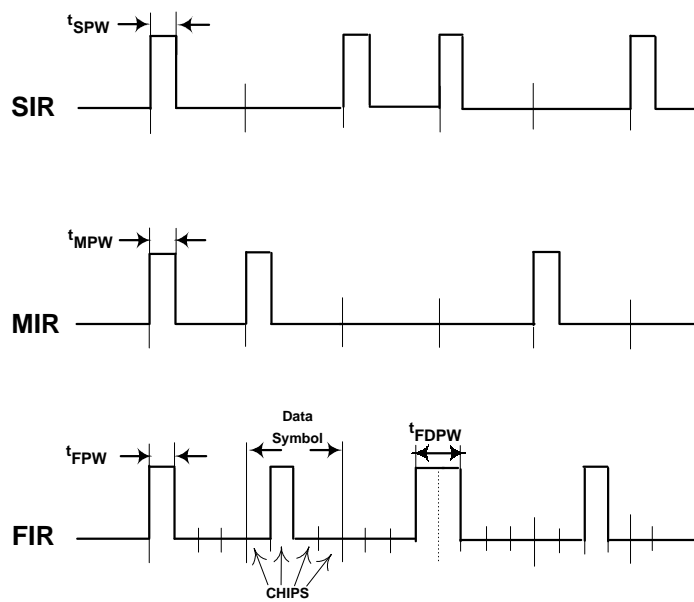 tSPW
SIR
tMPW
MIR
Data
Symbol
tFDPW
tFPW
FIR
CHIPS